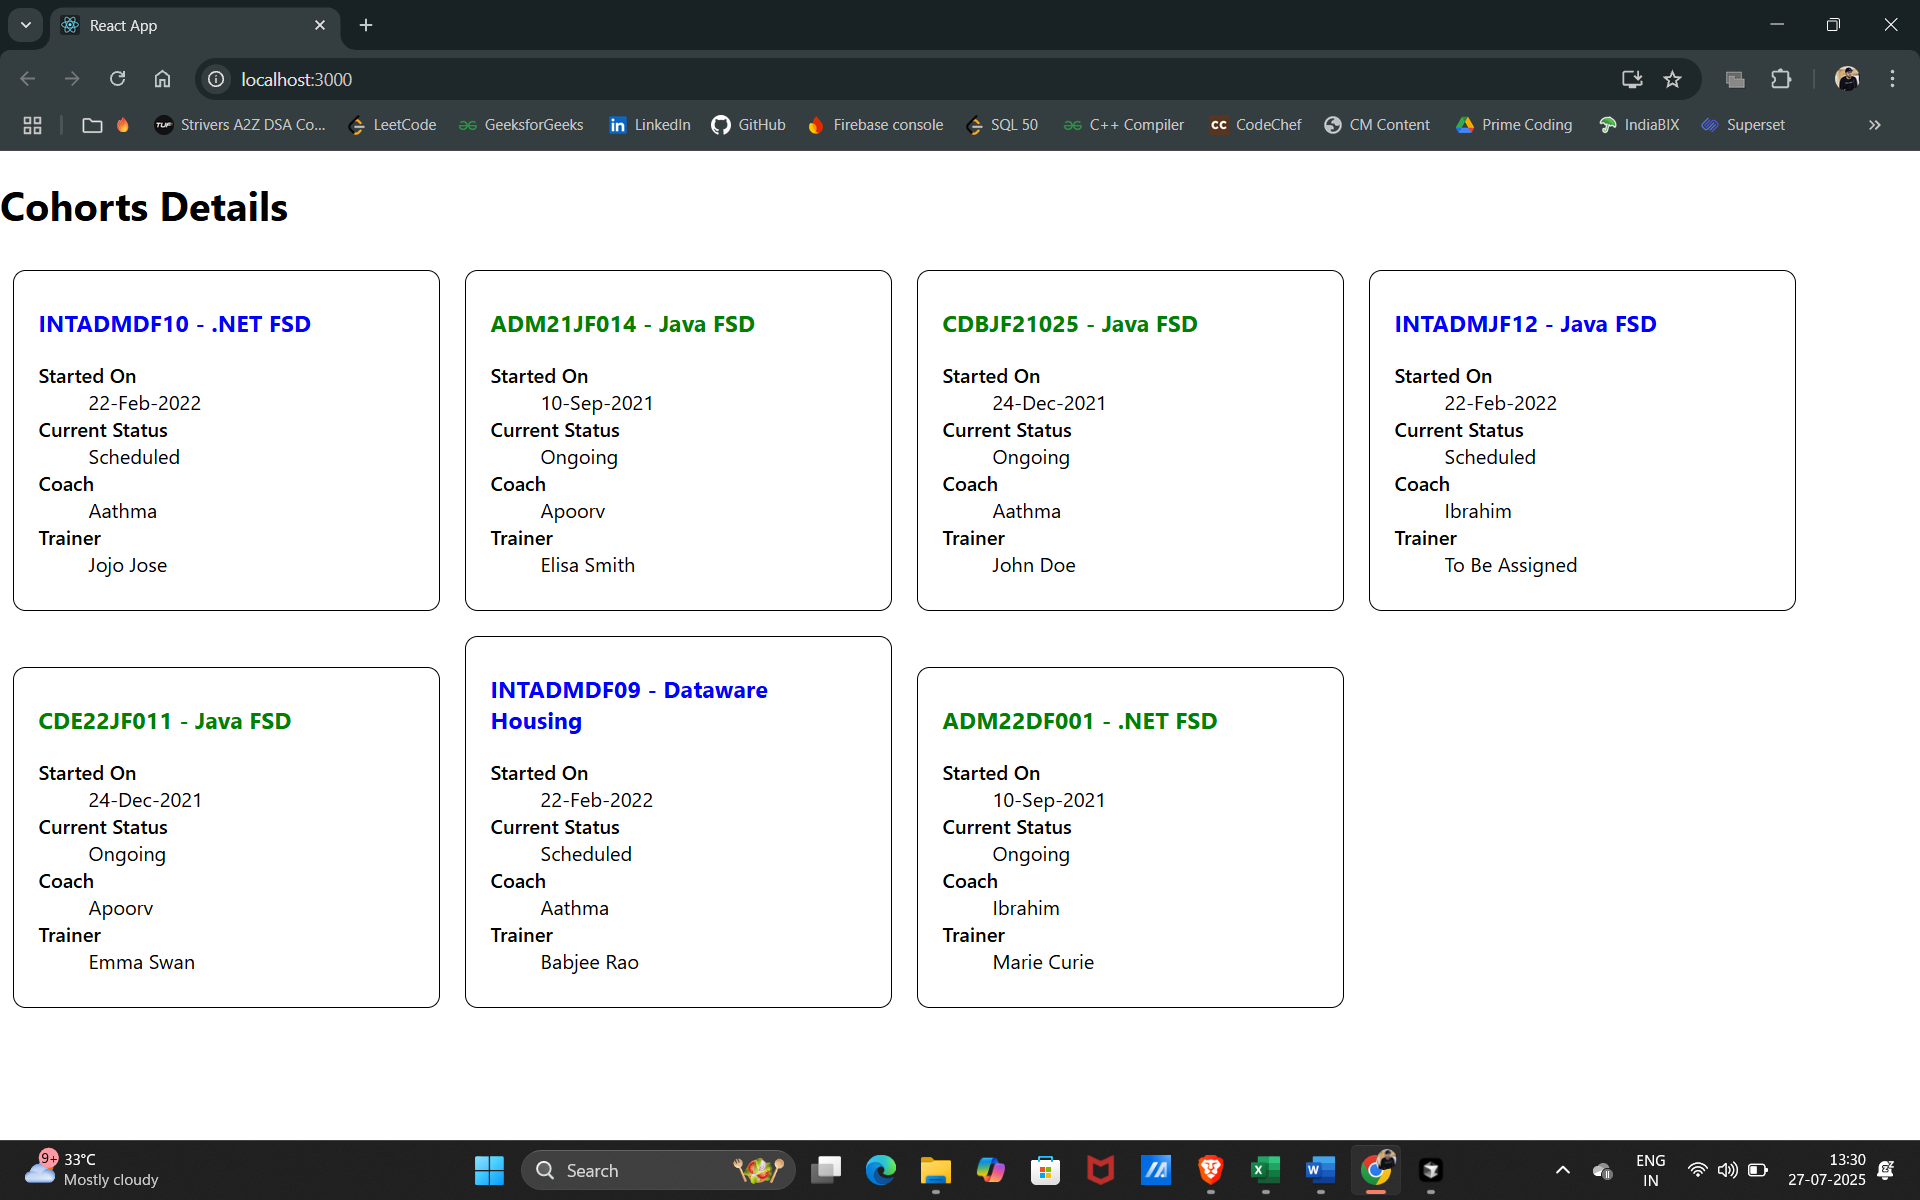 React App
localhost:3000
Strivers A2Z DSA Co...
LeetCode
GeeksforGeeks
LinkedIn
GitHub
Firebase console
SQL 50
C++ Compiler
CodeChef
CM Content
Prime Coding
IndiaBIX
Superset
Cohorts Details
INTADMDF10 - .NET FSD
Started On
22-Feb-2022
Current Status
Scheduled
Coach
Aathma
Trainer
Jojo Jose
ADM21JF014 - Java FSD
Started On
10-Sep-2021
Current Status
Ongoing
Coach
Apoorv
Trainer
Elisa Smith
CDBJF21025 - Java FSD
Started On
24-Dec-2021
Current Status
Ongoing
Coach
Aathma
Trainer
John Doe
INTADMJF12 - Java FSD
Started On
22-Feb-2022
Current Status
Scheduled
Coach
Ibrahim
Trainer
To Be Assigned
CDE22JF011 - Java FSD
Started On
24-Dec-2021
Current Status
Ongoing
Coach
Apoorv
Trainer
Emma Swan
INTADMDF09 - Dataware
Housing
Started On
22-Feb-2022
Current Status
Scheduled
Coach
Aathma
Trainer
Babjee Rao
ADM22DF001 - .NET FSD
Started On
10-Sep-2021
Current Status
Ongoing
Coach
Ibrahim
Trainer
Marie Curie
9+
33°C
Mostly cloudy
Search
ENG
IN
13:30
27-07-2025